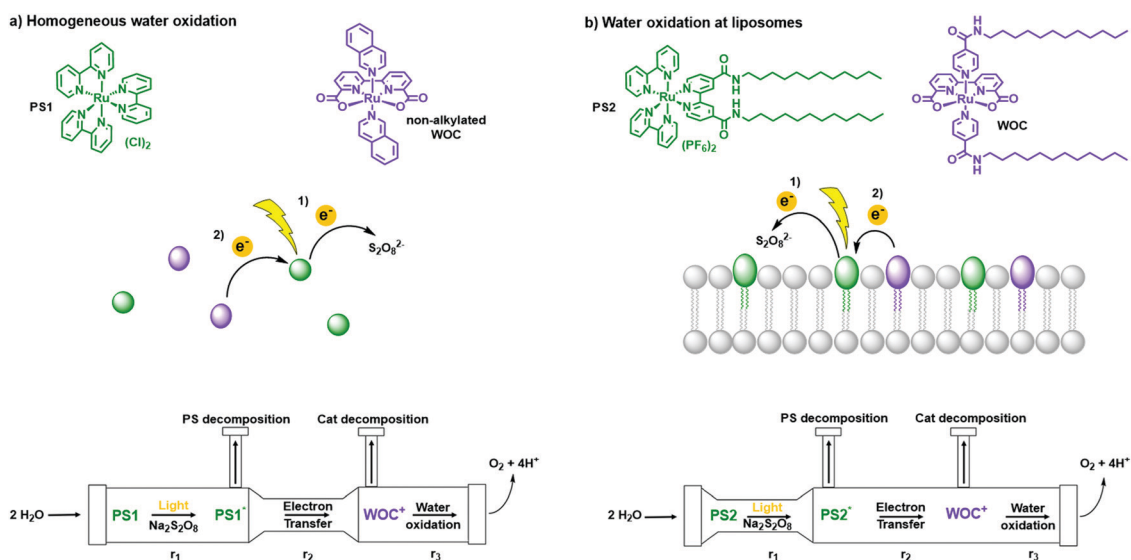 a) Homogeneous water oxidation
N
N
N
N
N
N
Ru
PS1
(Cl)2
N
N
N
Ru
N
O
O
O
O
non-alkylated
WOC
1)
e-
2)
e-
S2O8 2-
PS decomposition
Cat decomposition
O2 + 4H+
2 H2O
PS1
Light
Na2S2O8
PS1*
Electron
Transfer
WOC+
Water
oxidation
r1
r2
r3
b) Water oxidation at liposomes
PS2
N
N
N
N
N
N
Ru
O
N
H
H
N
O
(PF6)2
O
H
N
N
N
N
Ru
N
O
O
O
O
O
N
H
WOC
1)
e-
2)
e-
S2O8 2-
PS decomposition
Cat decomposition
O2 + 4H+
2 H2O
PS2
Light
Na2S2O8
PS2*
Electron
Transfer
WOC+
Water
oxidation
r1
r2
r3